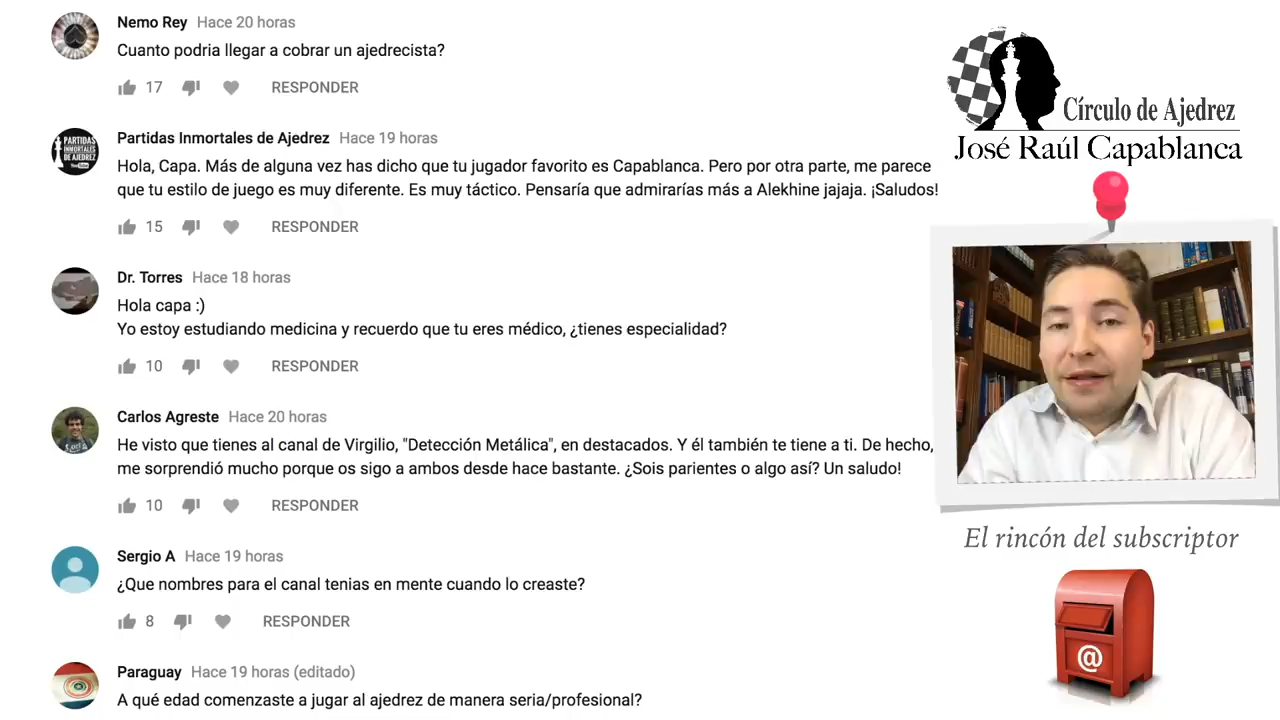 Nemo Rey Hace 20 horas
Cuanto podria llegar a cobrar un ajedrecista?
17 RESPONDER
Partidas Inmortales de Ajedrez Hace 19 horas
Hola, Capa. Más de alguna vez has dicho que tu jugador favorito es Capablanca. Pero por otra parte, me parece
que tu estilo de juego es muy diferente. Es muy táctico. Pensaría que admirarías más a Alekhine jajaja. ¡Saludos!
15 RESPONDER
Dr. Torres Hace 18 horas
Hola capa :)
Yo estoy estudiando medicina y recuerdo que tu eres médico, ¿tienes especialidad?
10 RESPONDER
Carlos Agreste Hace 20 horas
He visto que tienes al canal de Virgilio, "Detección Metálica", en destacados. Y él también te tiene a ti. De hecho,
me sorprendió mucho porque os sigo a ambos desde hace bastante. ¿Sois parientes o algo así? Un saludo!
10 RESPONDER
Sergio A Hace 19 horas
¿Que nombres para el canal tenias en mente cuando lo creaste?
8 RESPONDER
Paraguay Hace 19 horas (editado)
A qué edad comenzaste a jugar al ajedrez de manera seria/profesional?
PARTIDAS
INMORTALES
DE AJEDREZ
Círculo de Ajedrez
José Raúl Capablanca
El rincón del subscriptor
@